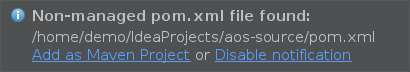 Non-managed pom.xml file found:
/home/demo/IdeaProjects/aos-source/pom.xml
Add as Maven Project or Disable notification